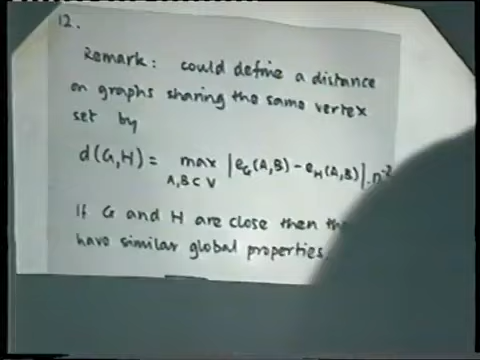 12.
Remark: could define a distance
on graphs sharing the same vertex
set by
d(G,H) = max |e_G(A,B) - e_H(A,B)|. n^-2
A,B ⊂ V
If G and H are close then
have similar global properties.